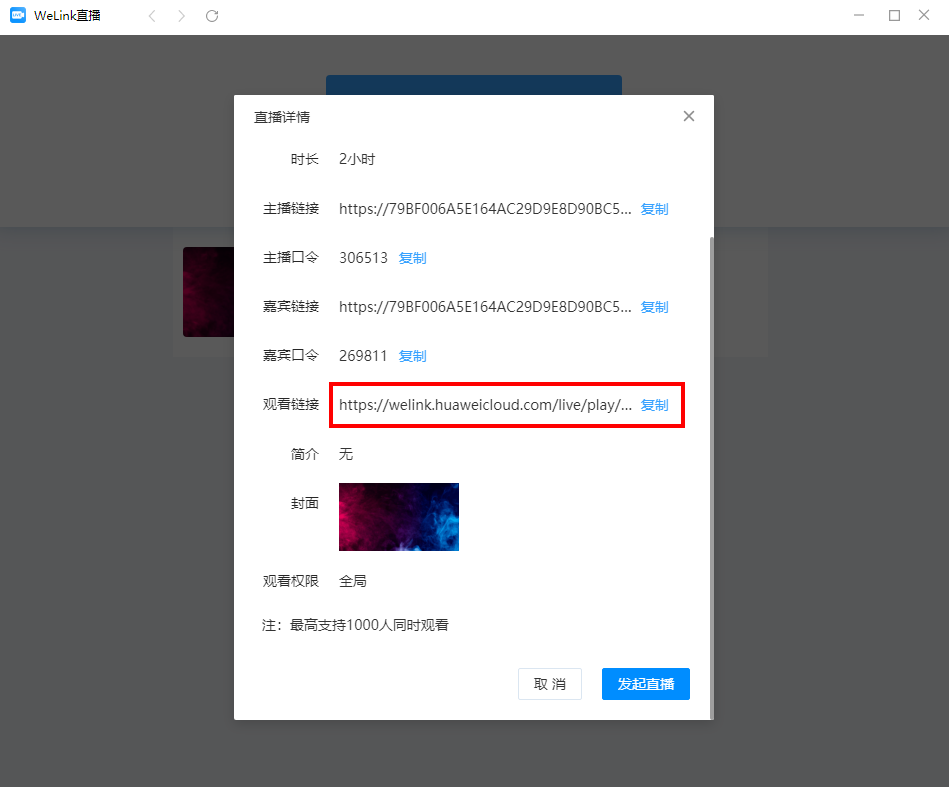 WeLink直播
直播详情
时长 2小时
主播链接 https://79BF006A5E164AC29D9E8D90BC5... 复制
主播口令 306513 复制
嘉宾链接 https://79BF006A5E164AC29D9E8D90BC5... 复制
嘉宾口令 269811 复制
观看链接 https://welink.huaweicloud.com/live/play/... 复制
简介 无
封面
观看权限 全局
注：最高支持1000人同时观看
取 消 发起直播